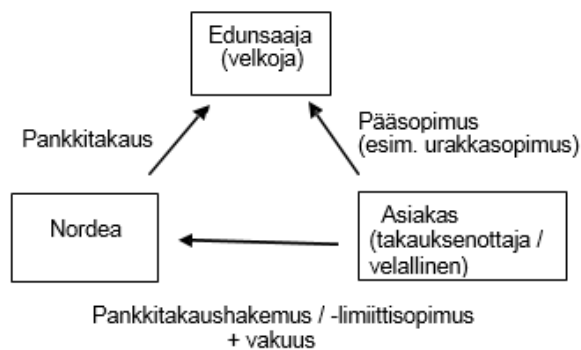 Edunsaaja
(velkoja)
Pankkitakaus
Pääsopimus
(esim. urakkasopimus)
Nordea
Asiakas
(takauksenottaja /
velallinen)
Pankkitakaushakemus / -limiittisopimus
+ vakuus